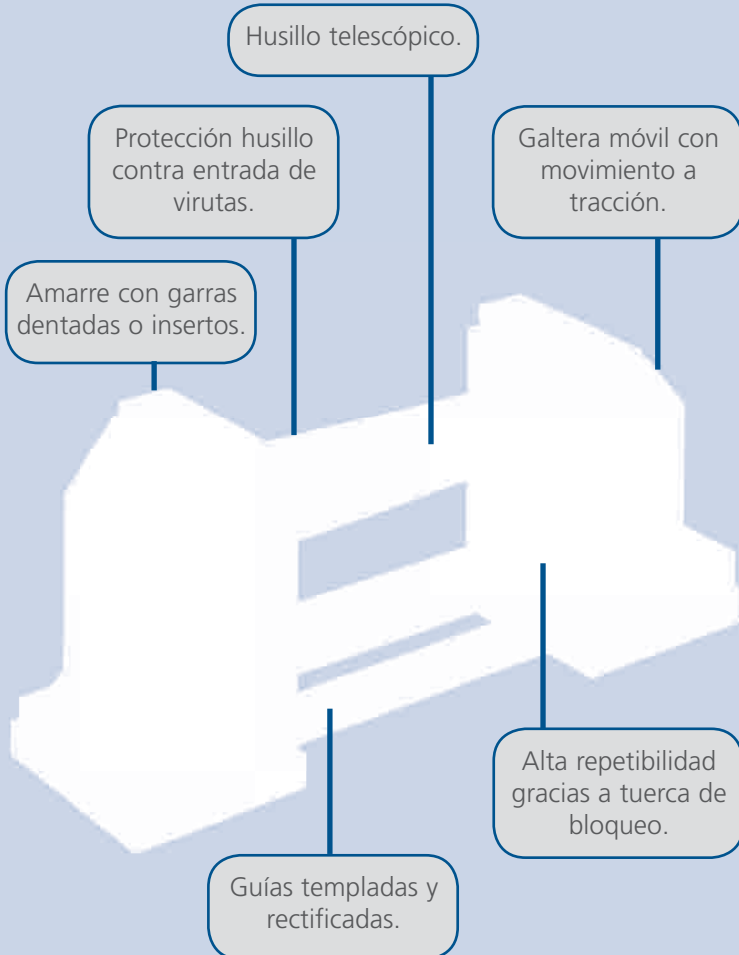 Husillo telescópico.
Protección husillo
contra entrada de
virutas.
Galtera móvil con
movimiento a
tracción.
Amarre con garras
dentadas o insertos.
Alta repetibilidad
gracias a tuerca de
bloqueo.
Guías templadas y
rectificadas.